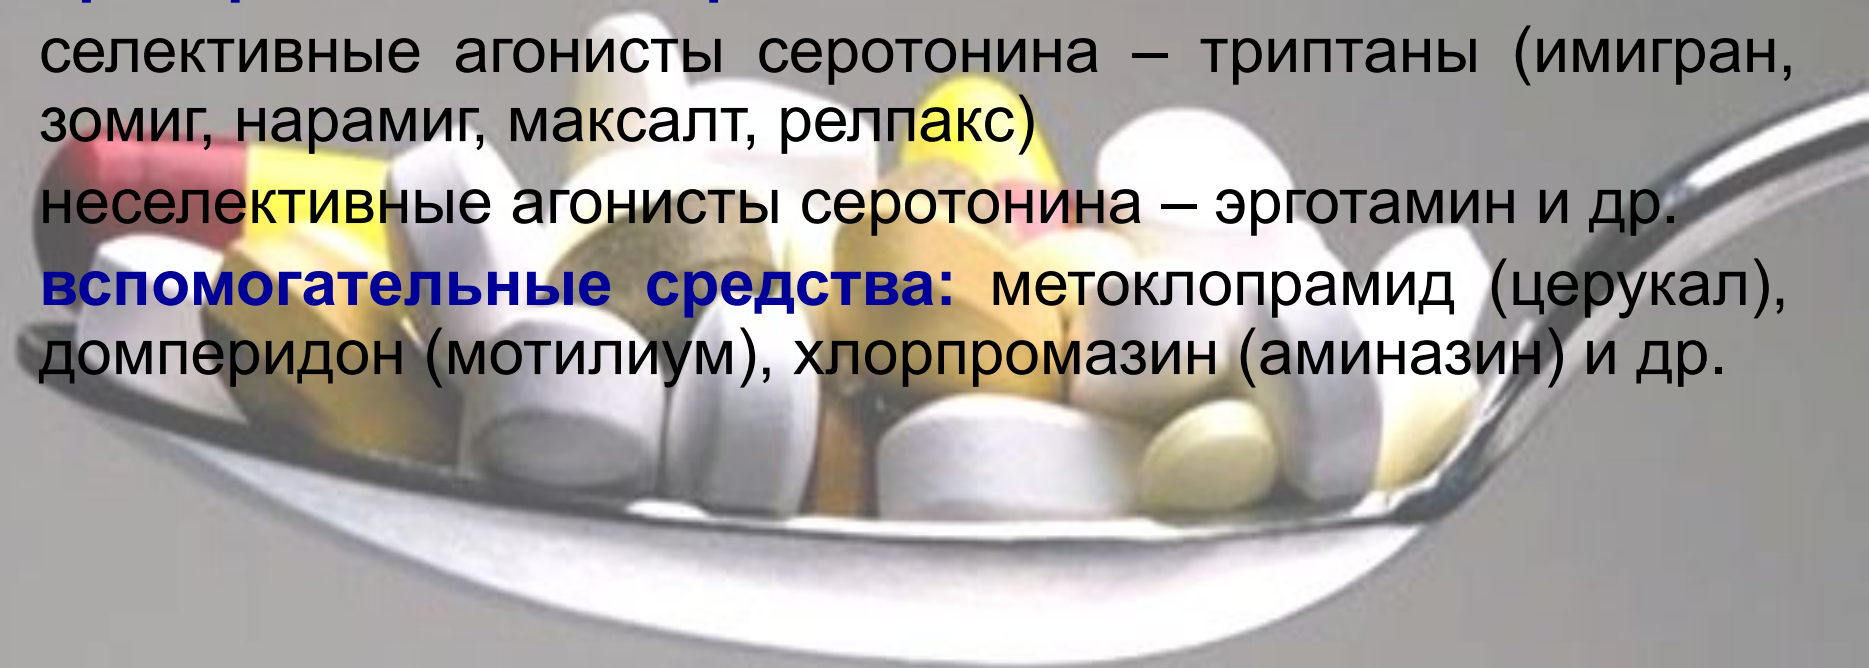 селективные агонисты серотонина – триптаны (имигран,
зомиг, нарамиг, максалт, релпакс)
неселективные агонисты серотонина – эрготамин и др.
вспомогательные средства: метоклопрамид (церукал),
домперидон (мотилиум), хлорпромазин (аминазин) и др.